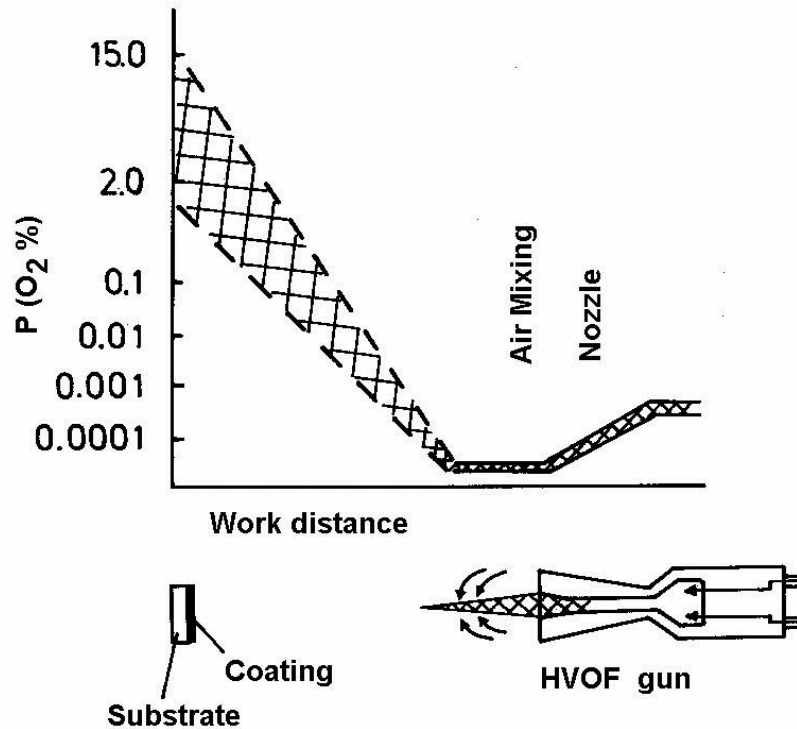 15.0
2.0
0.1
0.01
0.001
0.0001
P (O₂ %)
Air Mixing
Nozzle
Work distance
Coating
Substrate
HVOF gun